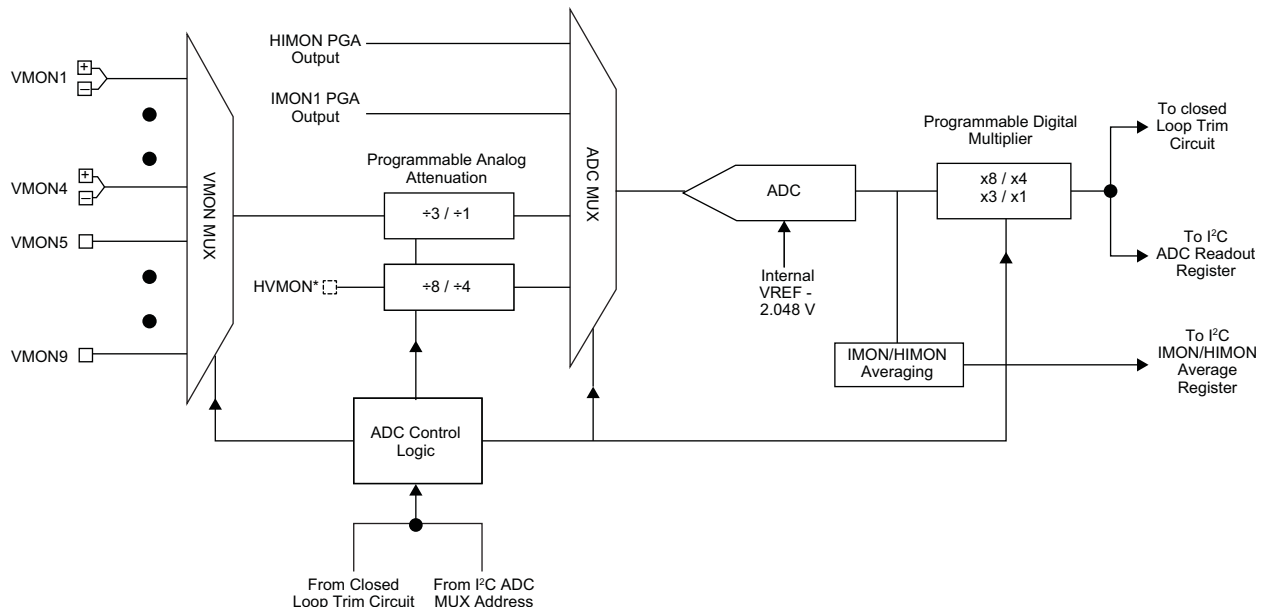 HIMON PGA
Output
VMON1
+
−
IMON1 PGA
Output
To closed
Loop Trim
Circuit
Programmable Digital
Multiplier
Programmable Analog
Attenuation
VMON MUX
ADC MUX
VMON4
+
−
÷3 / ÷1
ADC
x8 / x4
x3 / x1
VMON5
HVMON*
÷8 / ÷4
Internal
VREF -
2.048 V
To I²C
ADC Readout
Register
VMON9
IMON/HIMON
Averaging
To I²C
IMON/HIMON
Average
Register
ADC Control
Logic
From Closed
Loop Trim Circuit
From I²C ADC
MUX Address